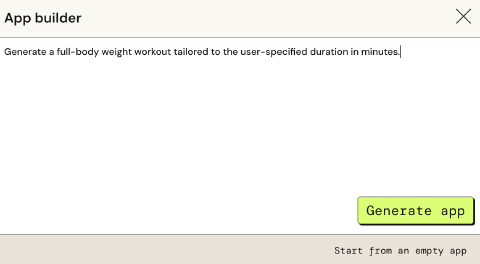 App builder
Generate a full-body weight workout tailored to the user-specified duration in minutes.
Generate app
Start from an empty app